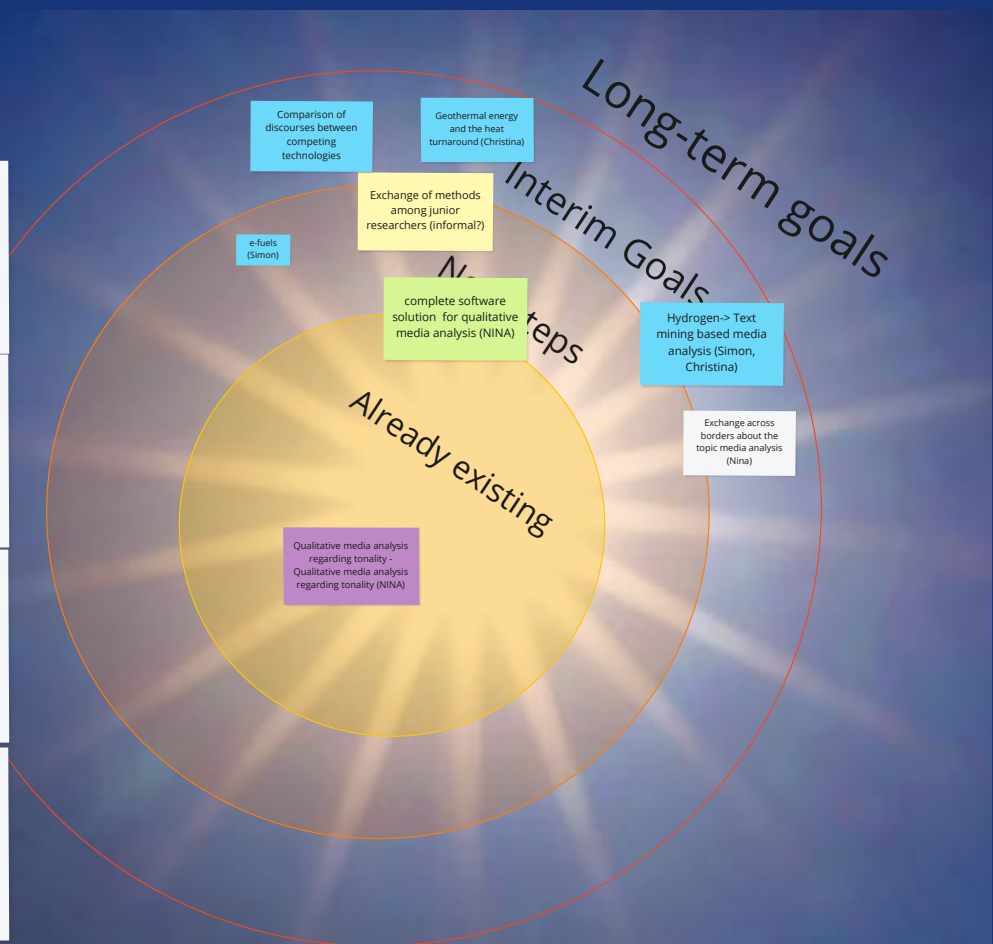 Long-term goals
Comparison of
discourses between
competing
technologies
Geothermal energy
and the heat
turnaround (Christina)
Interim Goals
Exchange of methods
among junior
researchers (informal?)
e-fuels
(Simon)
complete software
solution for qualitative
media analysis (NINA)
Hydrogen-> Text
mining based media
analysis (Simon,
Christina)
Already existing
Exchange across
borders about the
topic media analysis
(Nina)
Qualitative media analysis
regarding tonality -
Qualitative media analysis
regarding tonality (NINA)